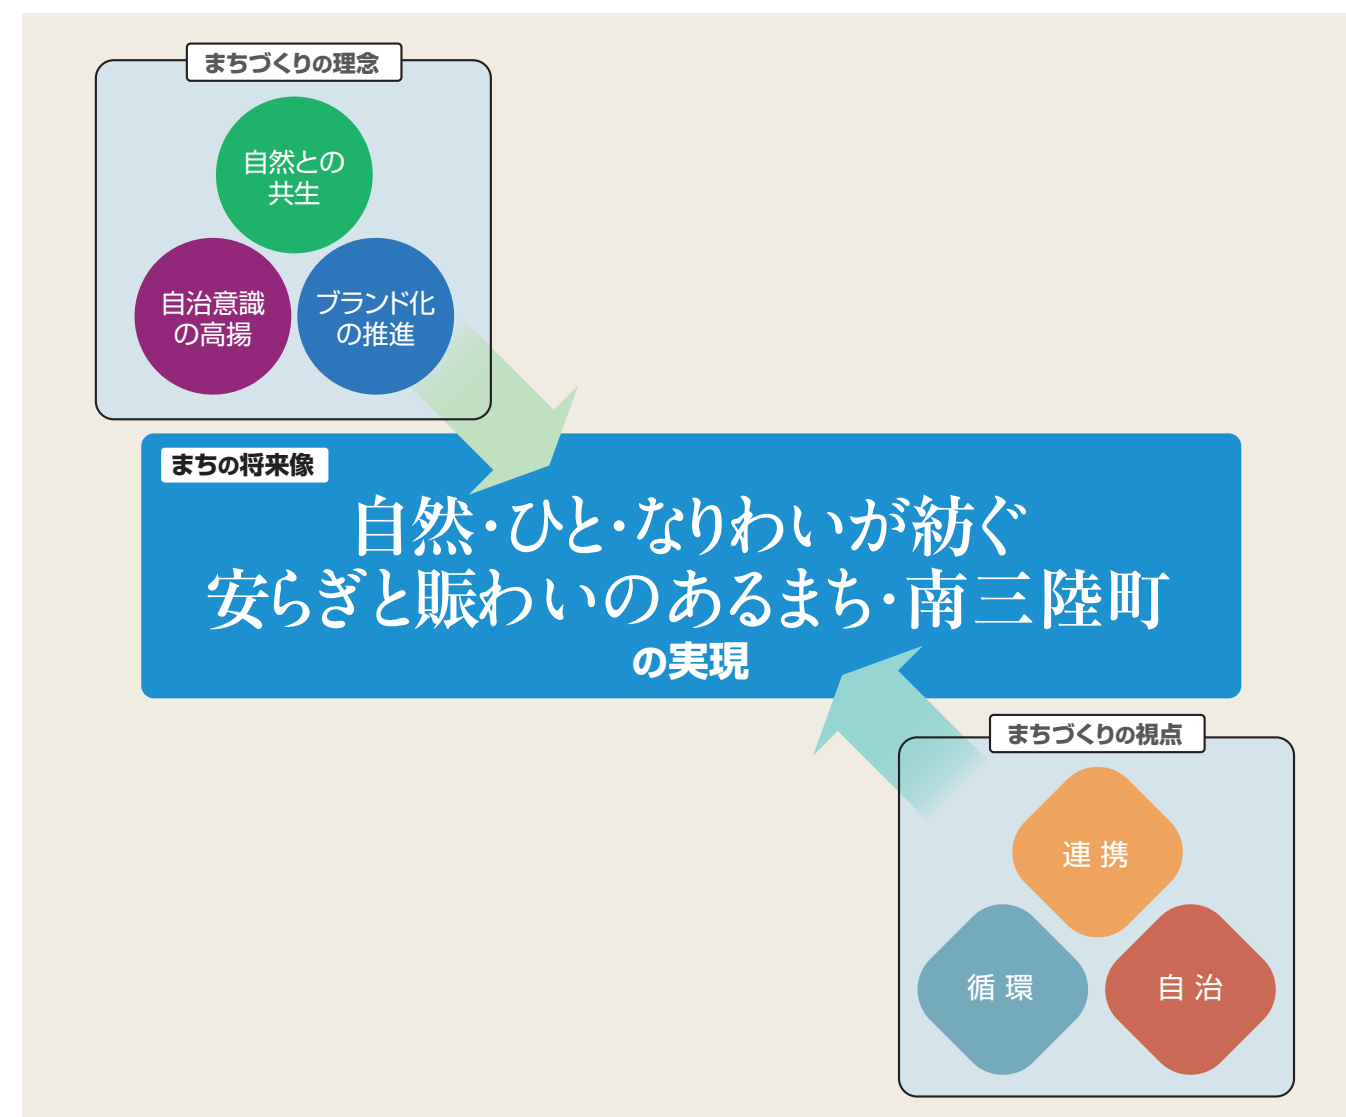 まちづくりの理念
自然との
共生
自治意識
の高揚
ブランド化
の推進
まちの将来像
自然・ひと・なりわいが紡ぐ
安らぎと賑わいのあるまち・南三陸町
の実現
まちづくりの視点
連携
循環
自治